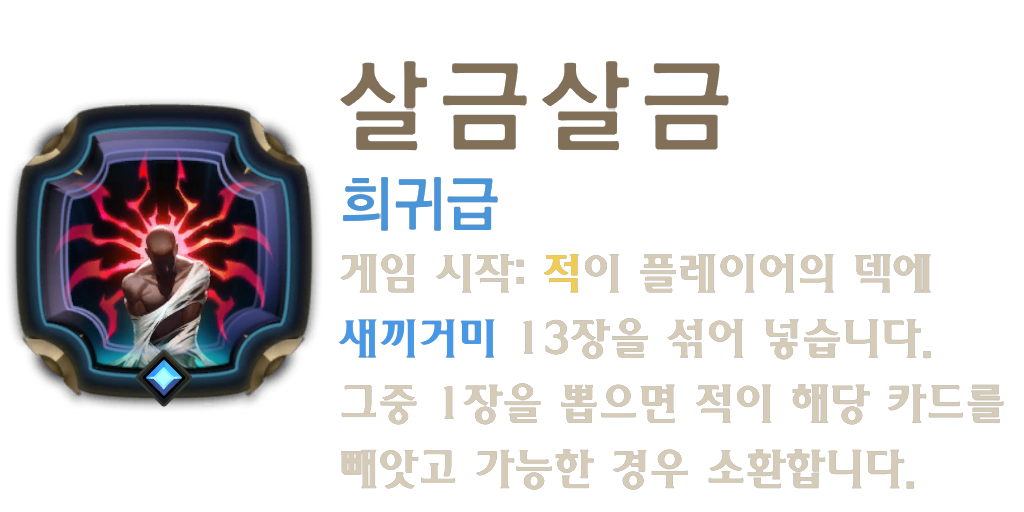 살금살금
희귀급
게임 시작: 적이 플레이어의 덱에
새끼거미 13장을 섞어 넣습니다.
그중 1장을 뽑으면 적이 해당 카드를
빼앗고 가능한 경우 소환합니다.